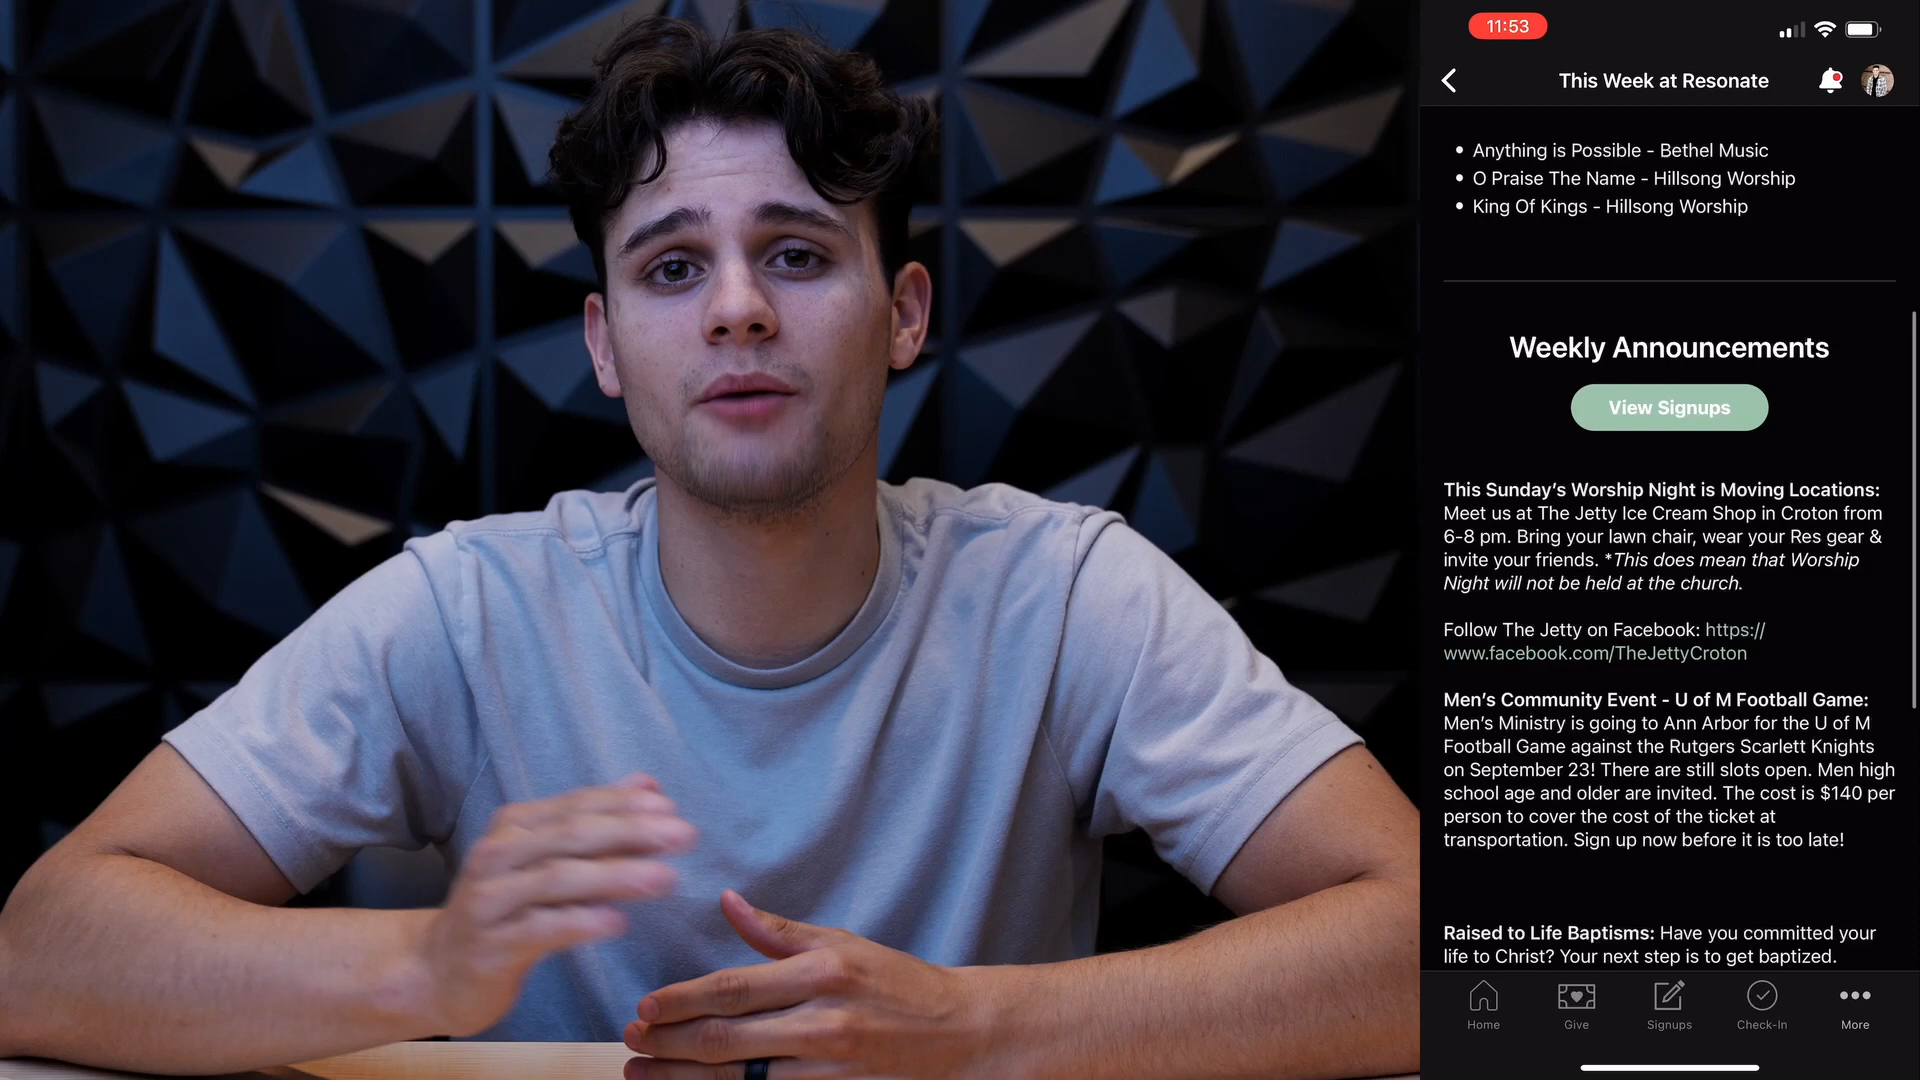 11:53
This Week at Resonate
• Anything is Possible - Bethel Music
• O Praise The Name - Hillsong Worship
• King Of Kings - Hillsong Worship
Weekly Announcements
View Signups
This Sunday's Worship Night is Moving Locations:
Meet us at The Jetty Ice Cream Shop in Croton from
6-8 pm. Bring your lawn chair, wear your Res gear &
invite your friends. *This does mean that Worship
Night will not be held at the church.
Follow The Jetty on Facebook: https://
www.facebook.com/TheJettyCroton
Men's Community Event - U of M Football Game:
Men's Ministry is going to Ann Arbor for the U of M
Football Game against the Rutgers Scarlett Knights
on September 23! There are still slots open. Men high
school age and older are invited. The cost is $140 per
person to cover the cost of the ticket at
transportation. Sign up now before it is too late!
Raised to Life Baptisms: Have you committed your
life to Christ? Your next step is to get baptized.
Home Give Signups Check-In More